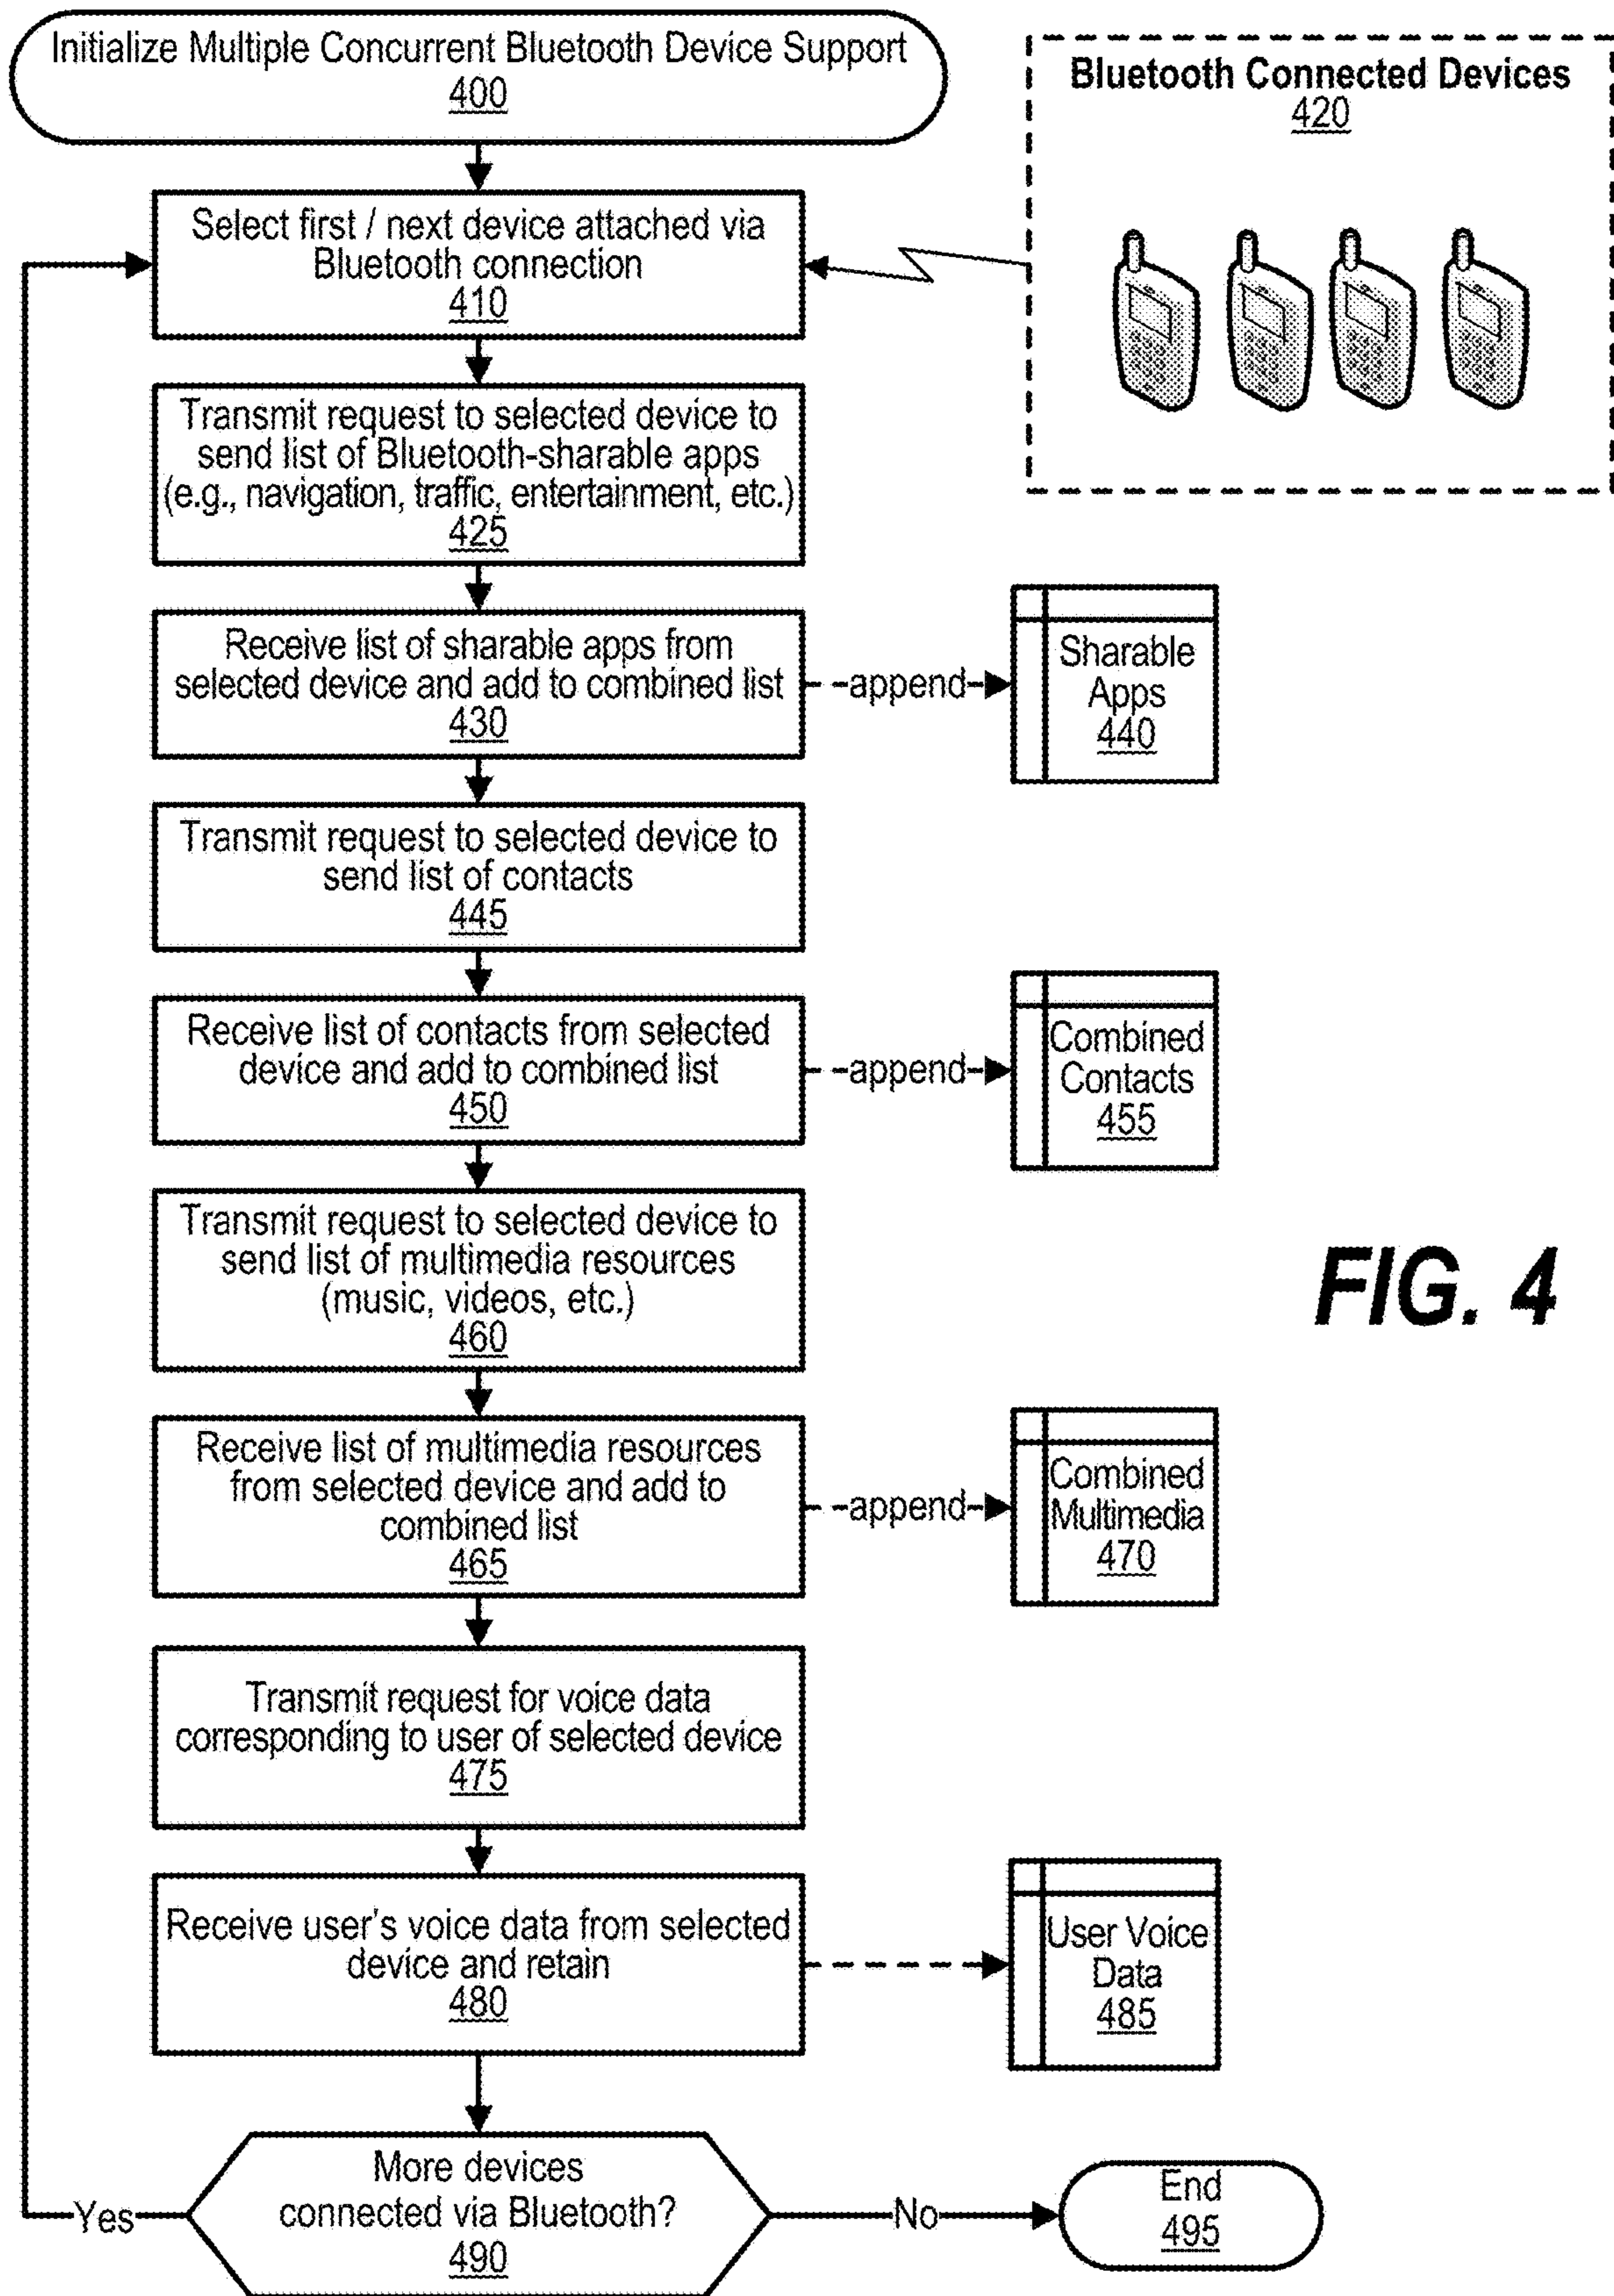 Initialize Multiple Concurrent Bluetooth Device Support
400
Bluetooth Connected Devices
420
Select first / next device attached via
Bluetooth connection
410
Transmit request to selected device to
send list of Bluetooth-sharable apps
(e.g., navigation, traffic, entertainment, etc.)
425
Receive list of sharable apps from
selected device and add to combined list
430
append
Sharable
Apps
440
Transmit request to selected device to
send list of contacts
445
Receive list of contacts from selected
device and add to combined list
450
append
Combined
Contacts
455
Transmit request to selected device to
send list of multimedia resources
(music, videos, etc.)
460
FIG. 4
Receive list of multimedia resources
from selected device and add to
combined list
465
append
Combined
Multimedia
470
Transmit request for voice data
corresponding to user of selected device
475
Receive user's voice data from selected
device and retain
480
User Voice
Data
485
More devices
connected via Bluetooth?
490
Yes
No
End
495